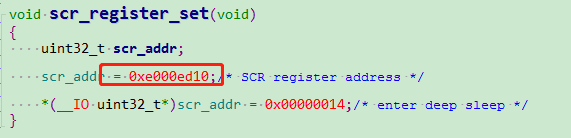 void scr_register_set(void)
{
uint32_t scr_addr;
scr_addr = 0xe000ed10;/* SCR register address */
*(__IO uint32_t*)scr_addr = 0x00000014;/* enter deep sleep */
}